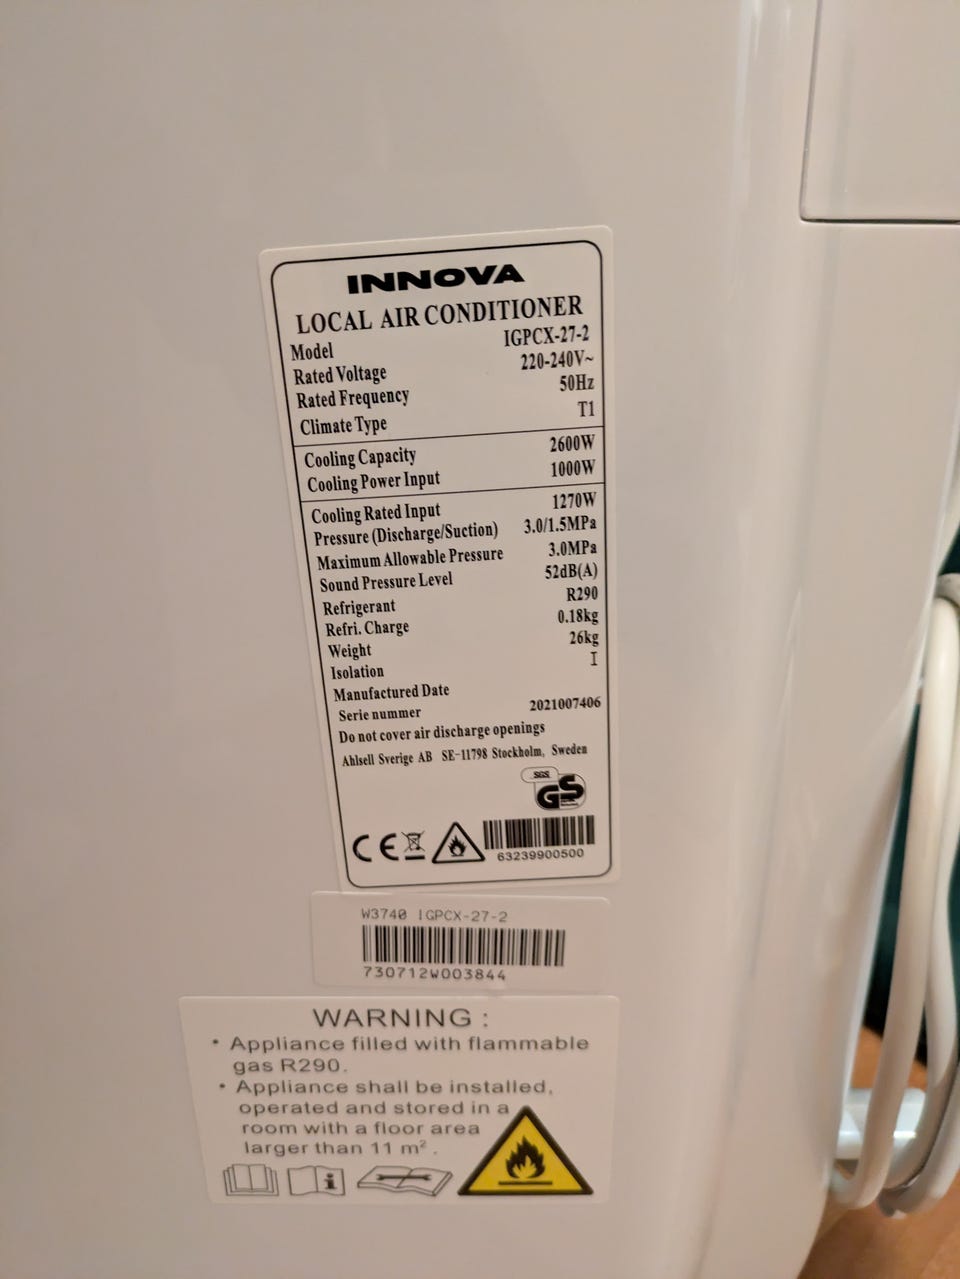 INNOVA
LOCAL AIR CONDITIONER
Model IGPCX-27-2
Rated Voltage 220-240V~
Rated Frequency 50Hz
Climate Type T1
Cooling Capacity 2600W
Cooling Power Input 1000W
Cooling Rated Input 1270W
Pressure (Discharge/Suction) 3.0/1.5MPa
Maximum Allowable Pressure 3.0MPa
Sound Pressure Level 52dB(A)
Refrigerant R290
Refri. Charge 0.18kg
Weight 26kg
Isolation I
Manufactured Date
Serie nummer 2021007406
Do not cover air discharge openings
Ahlsell Sverige AB SE-11798 Stockholm, Sweden
SGS
GS
CE
63239900500
W3740 IGPCX-27-2
730712W003844
WARNING :
• Appliance filled with flammable
gas R290.
• Appliance shall be installed,
operated and stored in a
room with a floor area
larger than 11 m².
i